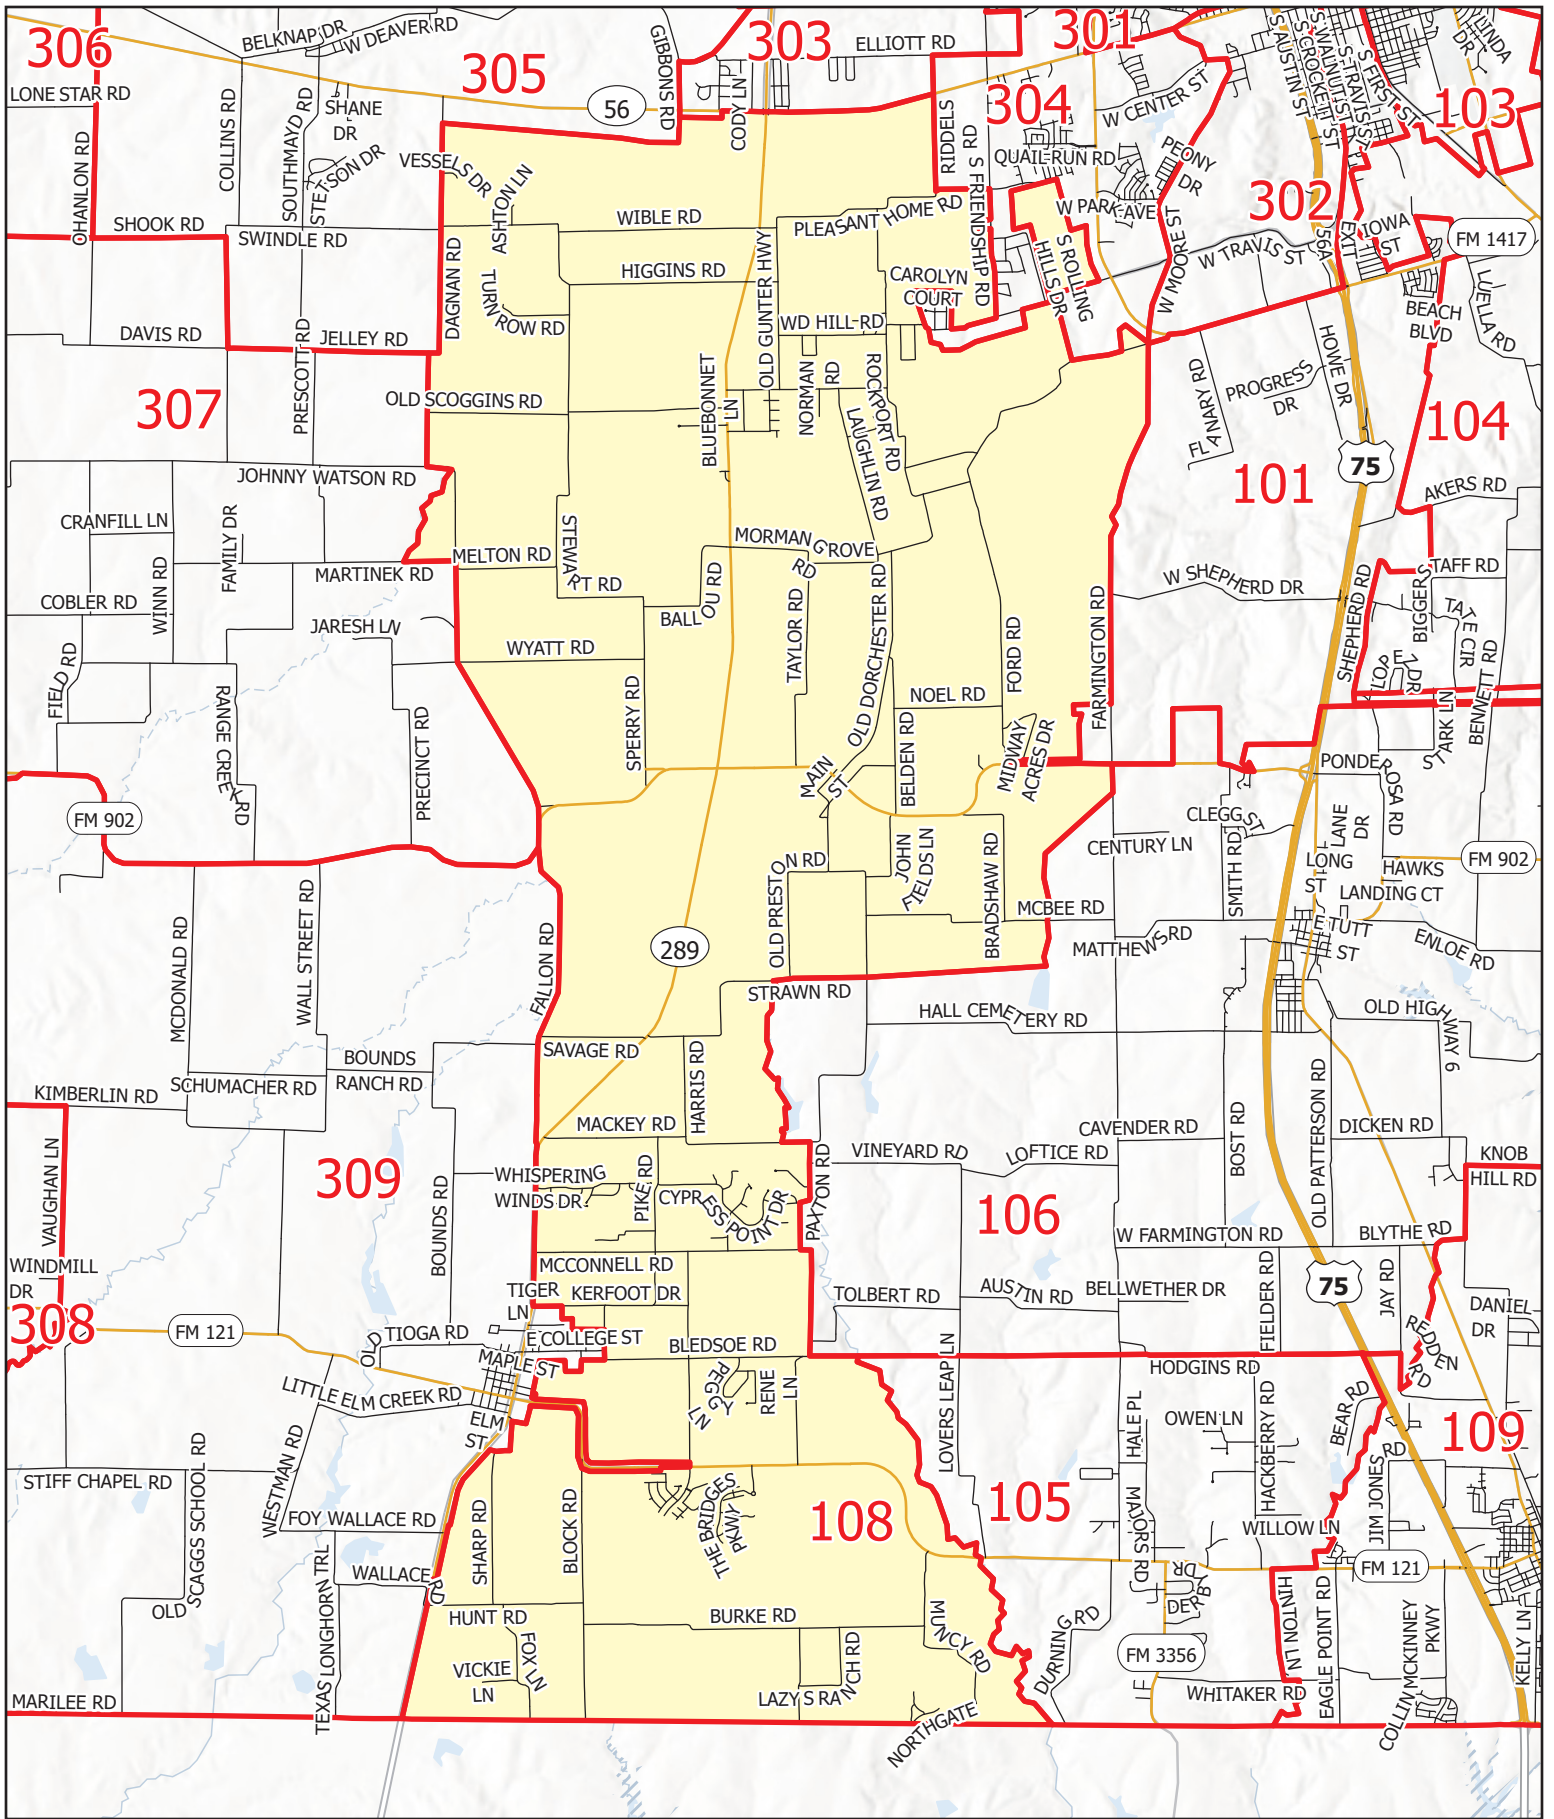 306
BELKNAP DR
W DEAVER RD
305
GIBBONS RD
303
ELLIOTT RD
301
S AUSTIN ST
S CROCKETT ST
S WALNUT ST
S TRAVIS ST
S FIRST ST
LINDA DR
103
LONE STAR RD
OHANLON RD
COLLINS RD
SOUTHMAYD RD
SHANE DR
STETSON DR
56
CODY LN
RIDDELS RD
304
W CENTER ST
QUAIL RUN RD
PEONY DR
VESSELS DR
ASHTON LN
WIBLE RD
PLEASANT HOME RD
S FRIENDSHIP RD
W PARK AVE
302
EXIT 56A
IOWA ST
FM 1417
SHOOK RD
SWINDLE RD
DAGNAN RD
HIGGINS RD
OLD GUNTER HWY
CAROLYN COURT
S ROLLING HILLS DR
W MOORE ST
W TRAVIS ST
LUELLA RD
BEACH BLVD
DAVIS RD
PRESCOTT RD
JELLEY RD
TURN ROW RD
WD HILL RD
HOWE DR
307
OLD SCOGGINS RD
BLUEBONNET LN
NORMAN RD
ROCKPORT RD
LAUGHLIN RD
FLANARY RD
PROGRESS DR
104
75
101
AKERS RD
JOHNNY WATSON RD
CRANFILL LN
FAMILY DR
WINN RD
MARTINEK RD
MELTON RD
STEWART RD
MORMAN GROVE RD
BALLOU RD
TAYLOR RD
OLD DORCHESTER RD
FORD RD
FARMINGTON RD
W SHEPHERD DR
SHEPHERD RD
STAFF RD
BIGGERS
TATE CIR
COBLER RD
JARESH LN
WYATT RD
FIELD RD
RANGE CREEK RD
PRECINCT RD
SPERRY RD
NOEL RD
BELDEN RD
MIDWAY ACRES DR
LOPEZ DR
BENNETT RD
STARK LN
FM 902
MAIN ST
PONDEROSA RD
CLEGG ST
LANE DR
CENTURY LN
SMITH RD
LONG ST
FM 902
HAWKS LANDING CT
JOHN FIELDS LN
BRADSHAW RD
OLD PRESTON RD
MCBEE RD
MATTHEWS RD
E TUTT ST
ENLOE RD
MCDONALD RD
WALL STREET RD
FALLON RD
289
STRAWN RD
HALL CEMETERY RD
OLD HIGHWAY 6
SAVAGE RD
HARRIS RD
BOUNDS RANCH RD
SCHUMACHER RD
KIMBERLIN RD
MACKEY RD
CAVENDER RD
BOST RD
OLD PATTERSON RD
DICKEN RD
VAUGHAN LN
309
BOUNDS RD
WHISPERING WINDS DR
PIKE RD
CYPRESS POINT DR
PAXTON RD
VINEYARD RD
LOFTICE RD
KNOB HILL RD
106
W FARMINGTON RD
BLYTHE RD
WINDMILL DR
MCCONNELL RD
TIGER LN
KERFOOT DR
TOLBERT RD
AUSTIN RD
BELLWETHER DR
FIELDER RD
75
JAY RD
DANIEL DR
308
FM 121
OLD TIOGA RD
E COLLEGE ST
BLEDSOE RD
REDDEN RD
MAPLE ST
LITTLE ELM CREEK RD
ELM ST
PEGGY LN
RENE LN
LOVERS LEAP LN
HODGINS RD
HALE PL
OWEN LN
HACKBERRY RD
BEAR RD
109
STIFF CHAPEL RD
OLD SCAGGS SCHOOL RD
WESTMAN RD
FOY WALLACE RD
SHARP RD
BLOCK RD
THE BRIDGES PKWY
108
105
MAJORS RD
WILLOW LN
JIM JONES RD
FM 121
WALLACE RD
TEXAS LONGHORN TRL
HUNT RD
FOX LN
VICKIE LN
BURKE RD
MUNCY RD
DERBY DR
FM 3356
DURNING RD
HINTON LN
EAGLE POINT RD
COLLIN MCKINNEY PKWY
KELLY LN
MARILEE RD
LAZY S RANCH RD
WHITAKER RD
NORTHGATE